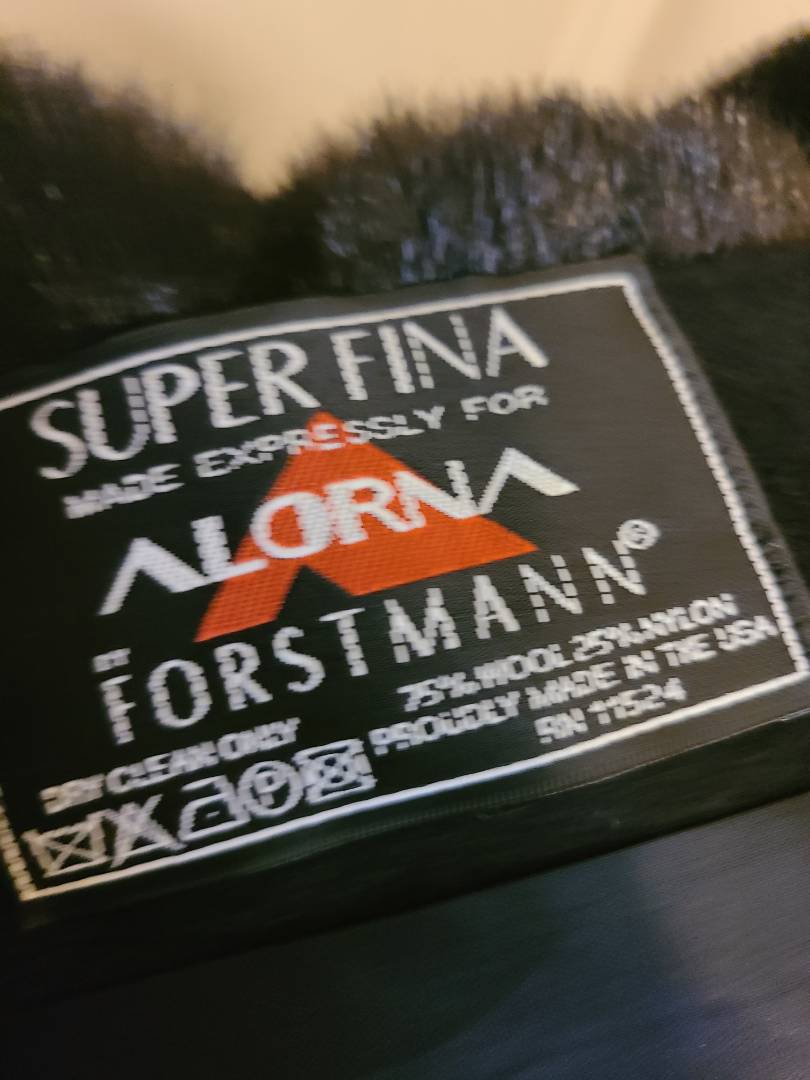 SUPER FINA
MADE EXPRESSLY FOR
ALORNA
BY
FORSTMANN®
75% WOOL 25% NYLON
PROUDLY MADE IN THE USA
RN 11524
DRY CLEAN ONLY
P